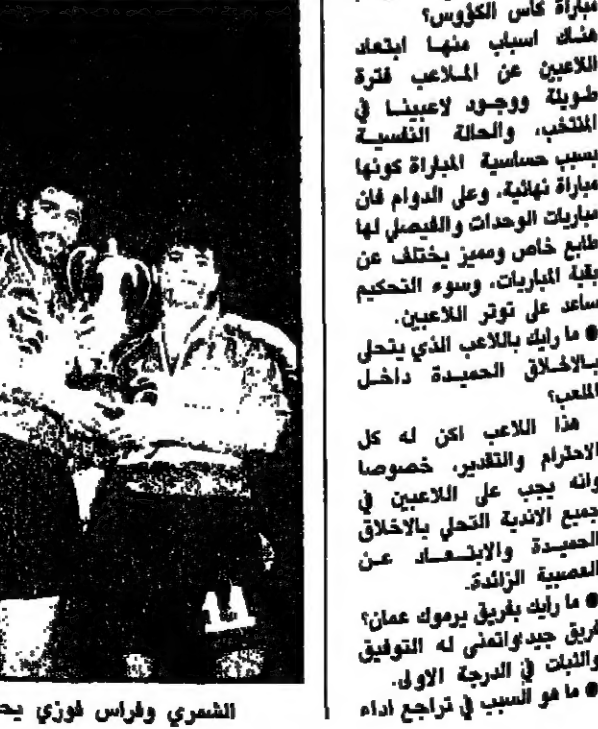 مباراة كاس الكؤوس؟
هناك اسباب منها ابتعاد
اللاعبين عن الملاعب فترة
طويلة ووجود لاعبينا في
المنتخب، والحالة النفسية
بسبب حساسية المباراة كونها
مباراة نهائية، وعلى الدوام فان
مباريات الوحدات والفيصلي لها
طابع خاص ومميز يختلف عن
بقية المباريات، وسوء التحكيم
ساعد على توتر اللاعبين.
● ما رايك باللاعب الذي يتحلى
بالاخلاق الحميدة داخل
الملعب؟
هذا اللاعب اكن له كل
الاحترام والتقدير، خصوصا
وانه يجب على اللاعبين في
جميع الاندية التحلي بالاخلاق
الحميدة والابتعاد عن
العصبية الزائدة.
● ما رايك بفريق يرموك عمان؟
فريق جيد واتمنى له التوفيق
والثبات في الدرجة الاولى.
● ما هو السبب في تراجع اداء
الشمري وفراس فوزي يحـ